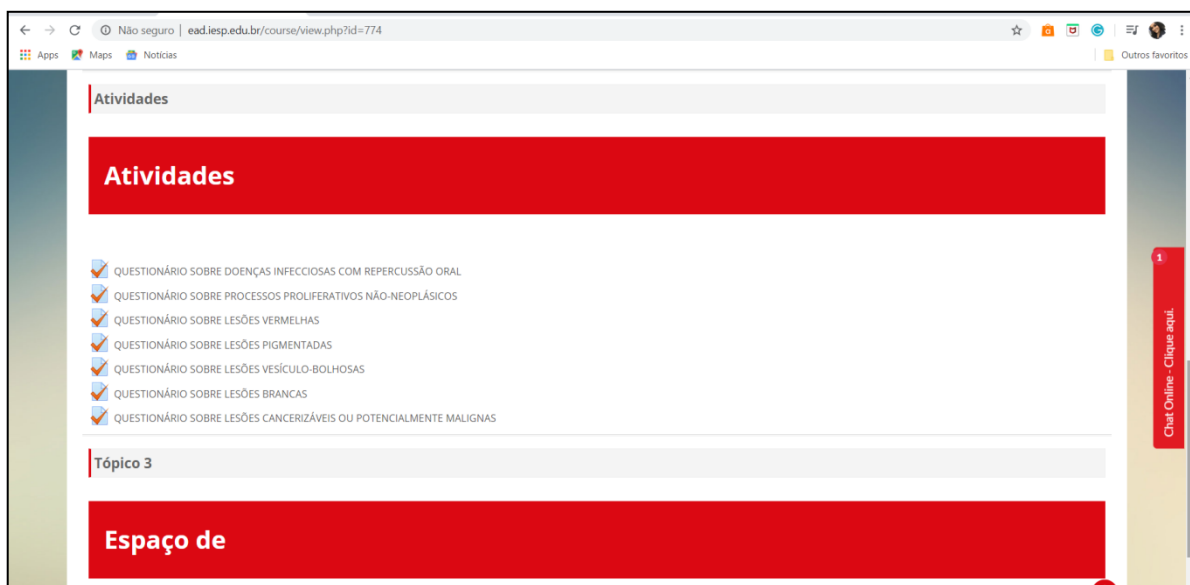 Não seguro | ead.iesp.edu.br/course/view.php?id=774
Apps Maps Notícias Outros favoritos
Atividades
Atividades
QUESTIONÁRIO SOBRE DOENÇAS INFECCIOSAS COM REPERCUSSÃO ORAL
QUESTIONÁRIO SOBRE PROCESSOS PROLIFERATIVOS NÃO-NEOPLÁSICOS
QUESTIONÁRIO SOBRE LESÕES VERMELHAS
QUESTIONÁRIO SOBRE LESÕES PIGMENTADAS
QUESTIONÁRIO SOBRE LESÕES VESÍCULO-BOLHOSAS
QUESTIONÁRIO SOBRE LESÕES BRANCAS
QUESTIONÁRIO SOBRE LESÕES CANCERIZÁVEIS OU POTENCIALMENTE MALIGNAS
1
Chat Online - Clique aqui.
Tópico 3
Espaço de